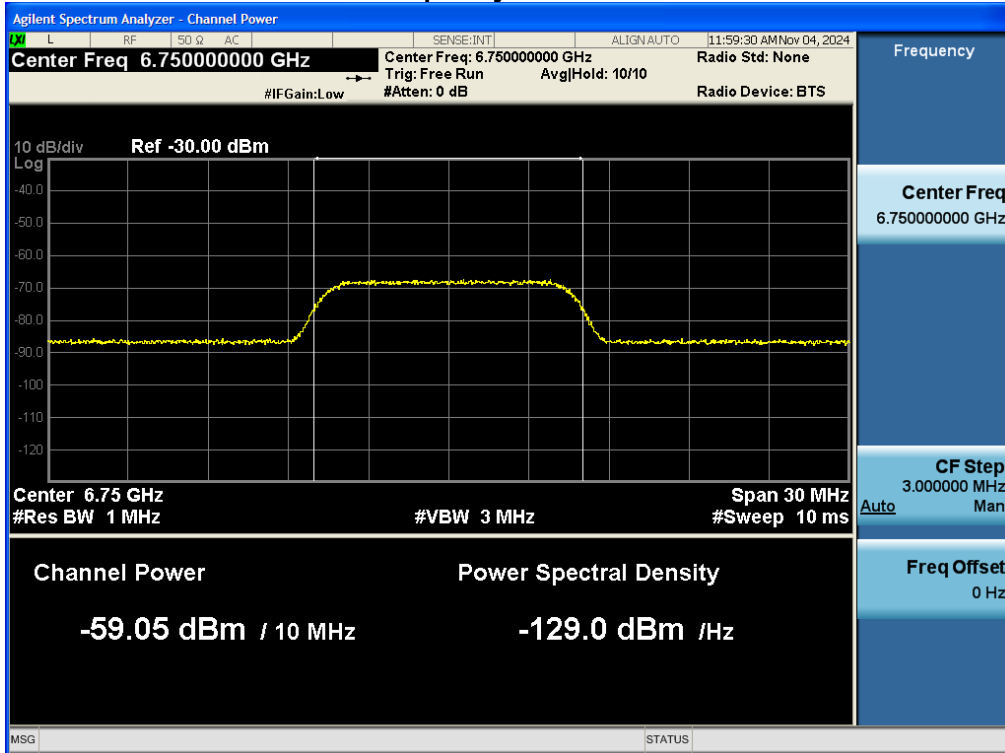 Agilent Spectrum Analyzer - Channel Power
LXI L RF 50 Ω AC SENSE:INT ALIGN AUTO 11:59:30 AM Nov 04, 2024
Center Freq 6.750000000 GHz
Center Freq: 6.750000000 GHz
Radio Std: None
Trig: Free Run Avg|Hold: 10/10
#IFGain:Low
#Atten: 0 dB
Radio Device: BTS
Frequency
10 dB/div Ref -30.00 dBm
Log
-40.0
-50.0
-60.0
-70.0
-80.0
-90.0
-100
-110
-120
Center 6.75 GHz Span 30 MHz
#Res BW 1 MHz #VBW 3 MHz #Sweep 10 ms
Center Freq
6.750000000 GHz
CF Step
3.000000 MHz
Auto Man
Freq Offset
0 Hz
Channel Power Power Spectral Density
-59.05 dBm / 10 MHz -129.0 dBm /Hz
MSG STATUS